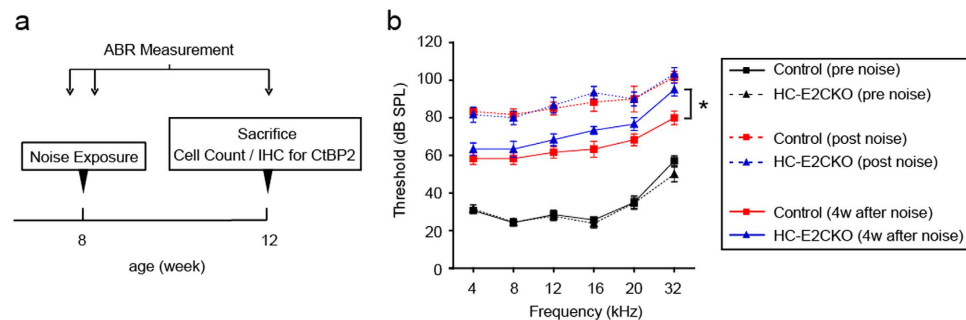 a
ABR Measurement
Noise Exposure
Sacrifice
Cell Count / IHC for CtBP2
8
12
age (week)
b
120
100
80
60
40
20
0
Threshold (dB SPL)
4
8
12
16
20
32
Frequency (kHz)
*
Control (pre noise)
HC-E2CKO (pre noise)
Control (post noise)
HC-E2CKO (post noise)
Control (4w after noise)
HC-E2CKO (4w after noise)